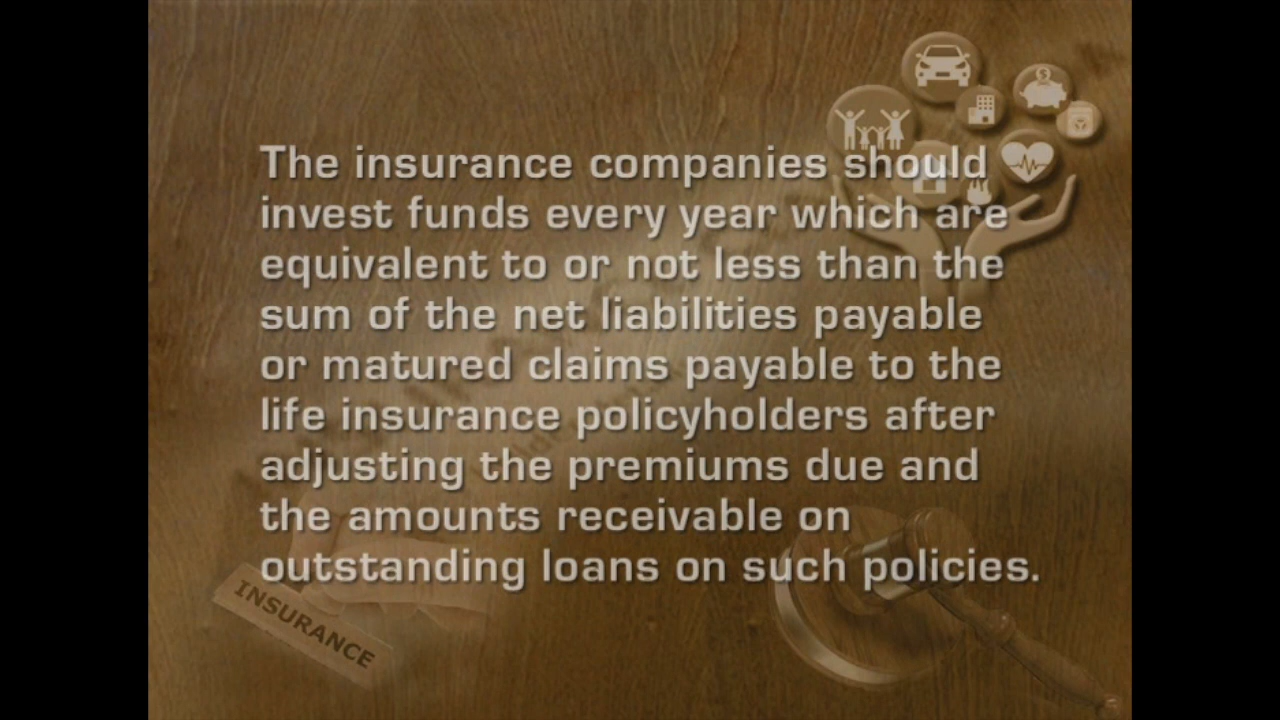 The insurance companies should
invest funds every year which are
equivalent to or not less than the
sum of the net liabilities payable
or matured claims payable to the
life insurance policyholders after
adjusting the premiums due and
the amounts receivable on
outstanding loans on such policies.
INSURANCE